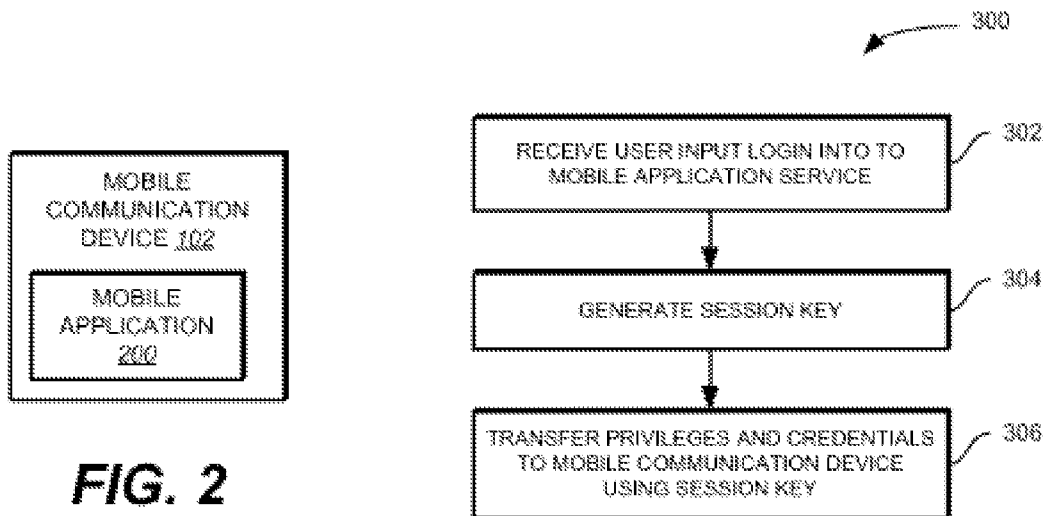 MOBILE
COMMUNICATION
DEVICE 102
MOBILE
APPLICATION
200
FIG. 2
300
RECEIVE USER INPUT LOGIN INTO TO
MOBILE APPLICATION SERVICE
302
GENERATE SESSION KEY
304
TRANSFER PRIVILEGES AND CREDENTIALS
TO MOBILE COMMUNICATION DEVICE
USING SESSION KEY
306